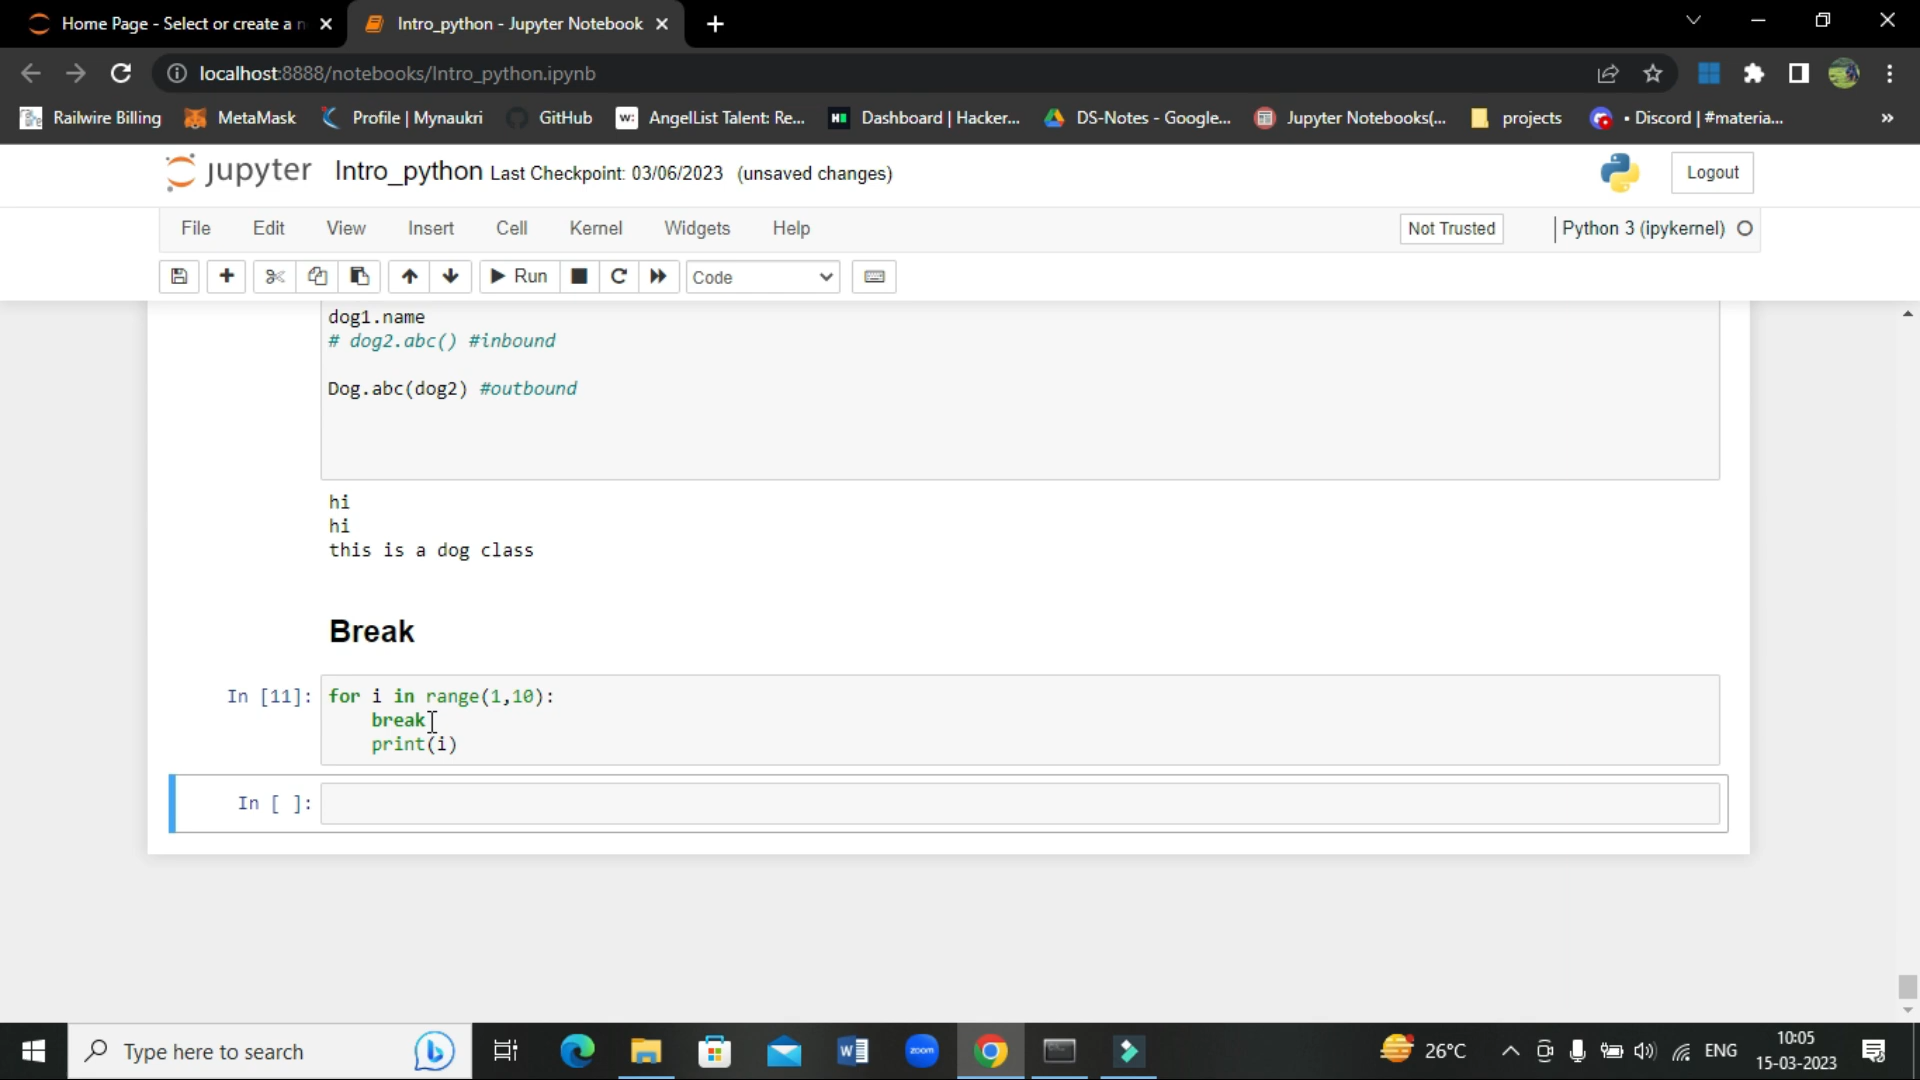 Home Page - Select or create a n
Intro_python - Jupyter Notebook
localhost:8888/notebooks/Intro_python.ipynb
Railwire Billing
MetaMask
Profile | Mynaukri
GitHub
W:
AngelList Talent: Re...
Dashboard | Hacker...
DS-Notes - Google...
Jupyter Notebooks(...
projects
• Discord | #materia...
»
jupyter
Intro_python Last Checkpoint: 03/06/2023 (unsaved changes)
Logout
File Edit View Insert Cell Kernel Widgets Help
Not Trusted
Python 3 (ipykernel)
Run
Code
dog1.name
# dog2.abc() #inbound
Dog.abc(dog2) #outbound
hi
hi
this is a dog class
Break
In [11]: for i in range(1,10):
break
print(i)
In [ ]:
Type here to search
zoom
26°C
ENG
10:05
15-03-2023